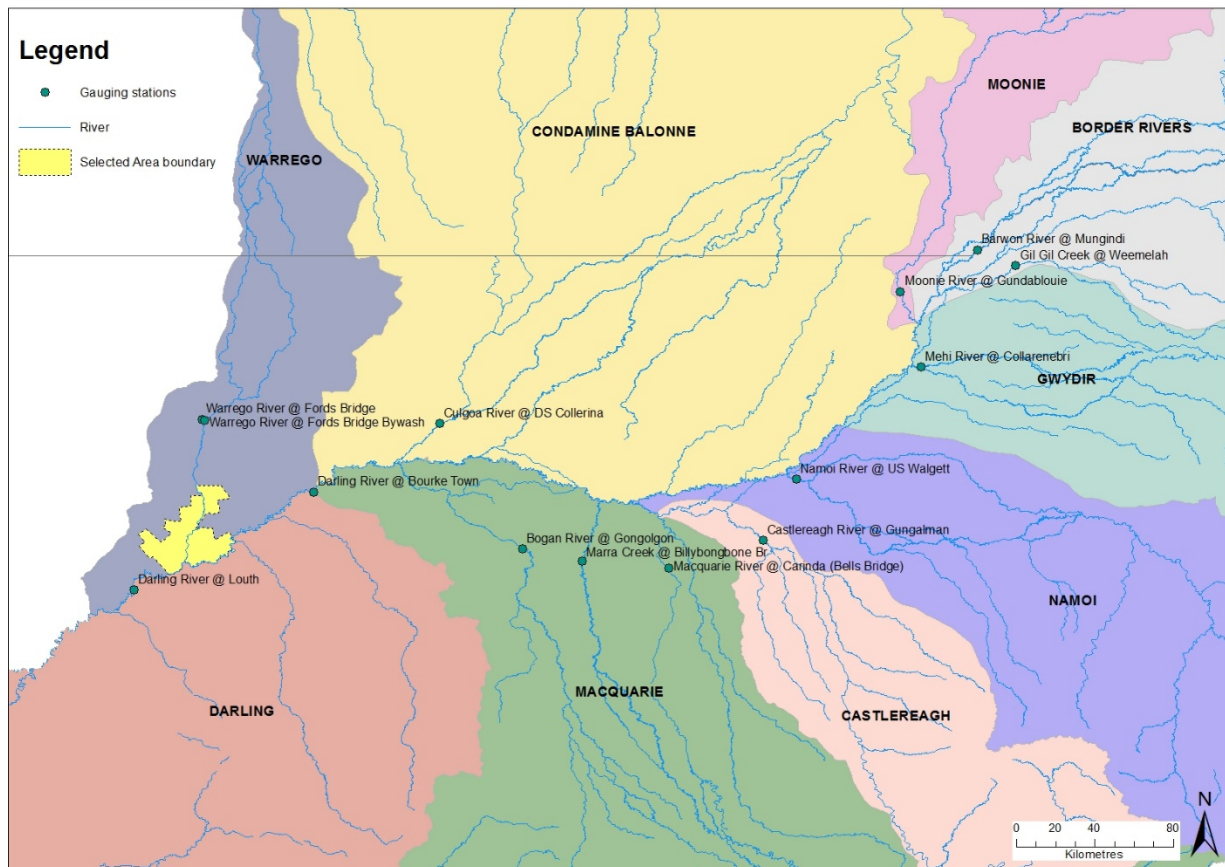 Legend
Gauging stations
River
Selected Area boundary
WARREGO
CONDAMINE BALONNE
MOONIE
BORDER RIVERS
Barwon River @ Mungindi
Gil Gil Creek @ Weemelah
Moonie River @ Gundablouie
Mehi River @ Collarenebri
GWYDIR
Warrego River @ Fords Bridge
Warrego River @ Fords Bridge Bywash
Culgoa River @ DS Collerina
Darling River @ Bourke Town
Namoi River @ US Walgett
Castlereagh River @ Gungalman
Bogan River @ Gongolgon
Marra Creek @ Billybongbone Br
Macquarie River @ Carinda (Bells Bridge)
Darling River @ Louth
NAMOI
MACQUARIE
DARLING
CASTLEREAGH
N
0 20 40 80
Kilometres